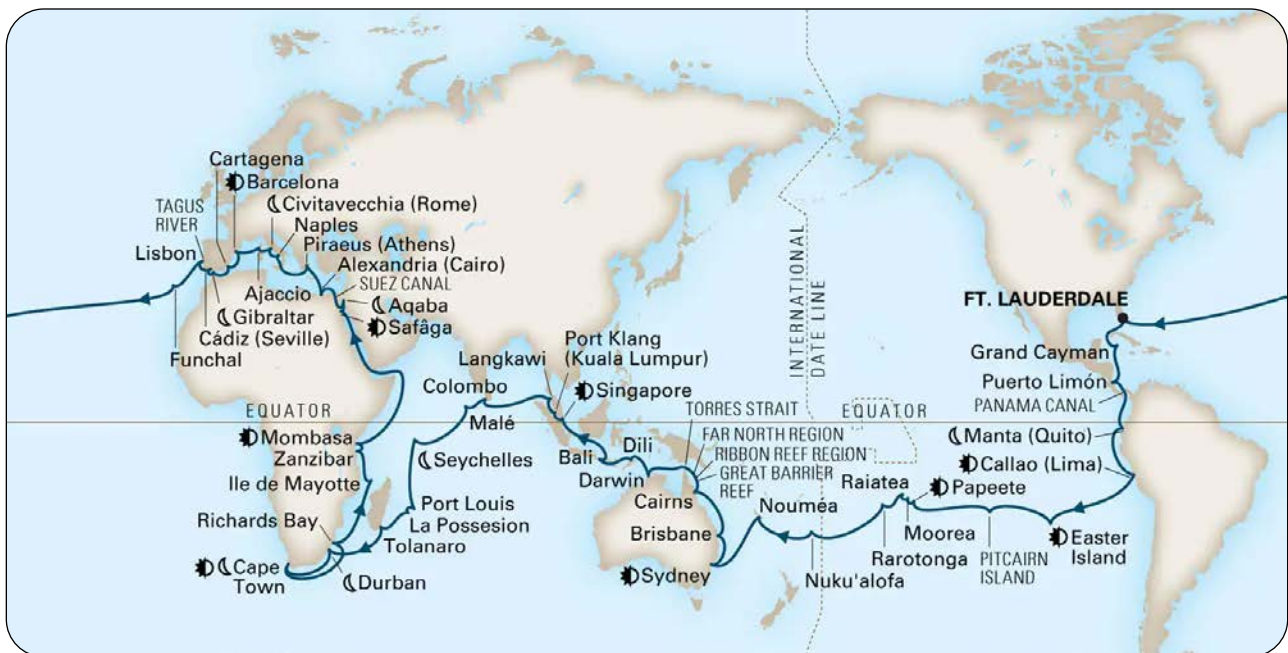 Cartagena
Barcelona
Civitavecchia (Rome)
TAGUS
RIVER
Naples
Lisbon
Piraeus (Athens)
Alexandria (Cairo)
SUEZ CANAL
Ajaccio
Aqaba
Gibraltar
Safâga
Cádiz (Seville)
Funchal
INTERNATIONAL
DATE LINE
FT. LAUDERDALE
Grand Cayman
Puerto Limón
PANAMA CANAL
Port Klang
(Kuala Lumpur)
Langkawi
Singapore
Colombo
Malé
EQUATOR
TORRES STRAIT
EQUATOR
Mombasa
Zanzibar
Ile de Mayotte
Seychelles
Bali
Dili
Darwin
FAR NORTH REGION
RIBBON REEF REGION
GREAT BARRIER
REEF
Manta (Quito)
Callao (Lima)
Raiatea
Papeete
Cairns
Nouméa
Port Louis
La Possesion
Tolanaro
Richards Bay
Brisbane
Moorea
Rarotonga
PITCAIRN
ISLAND
Easter
Island
Cape
Town
Durban
Sydney
Nuku'alofa